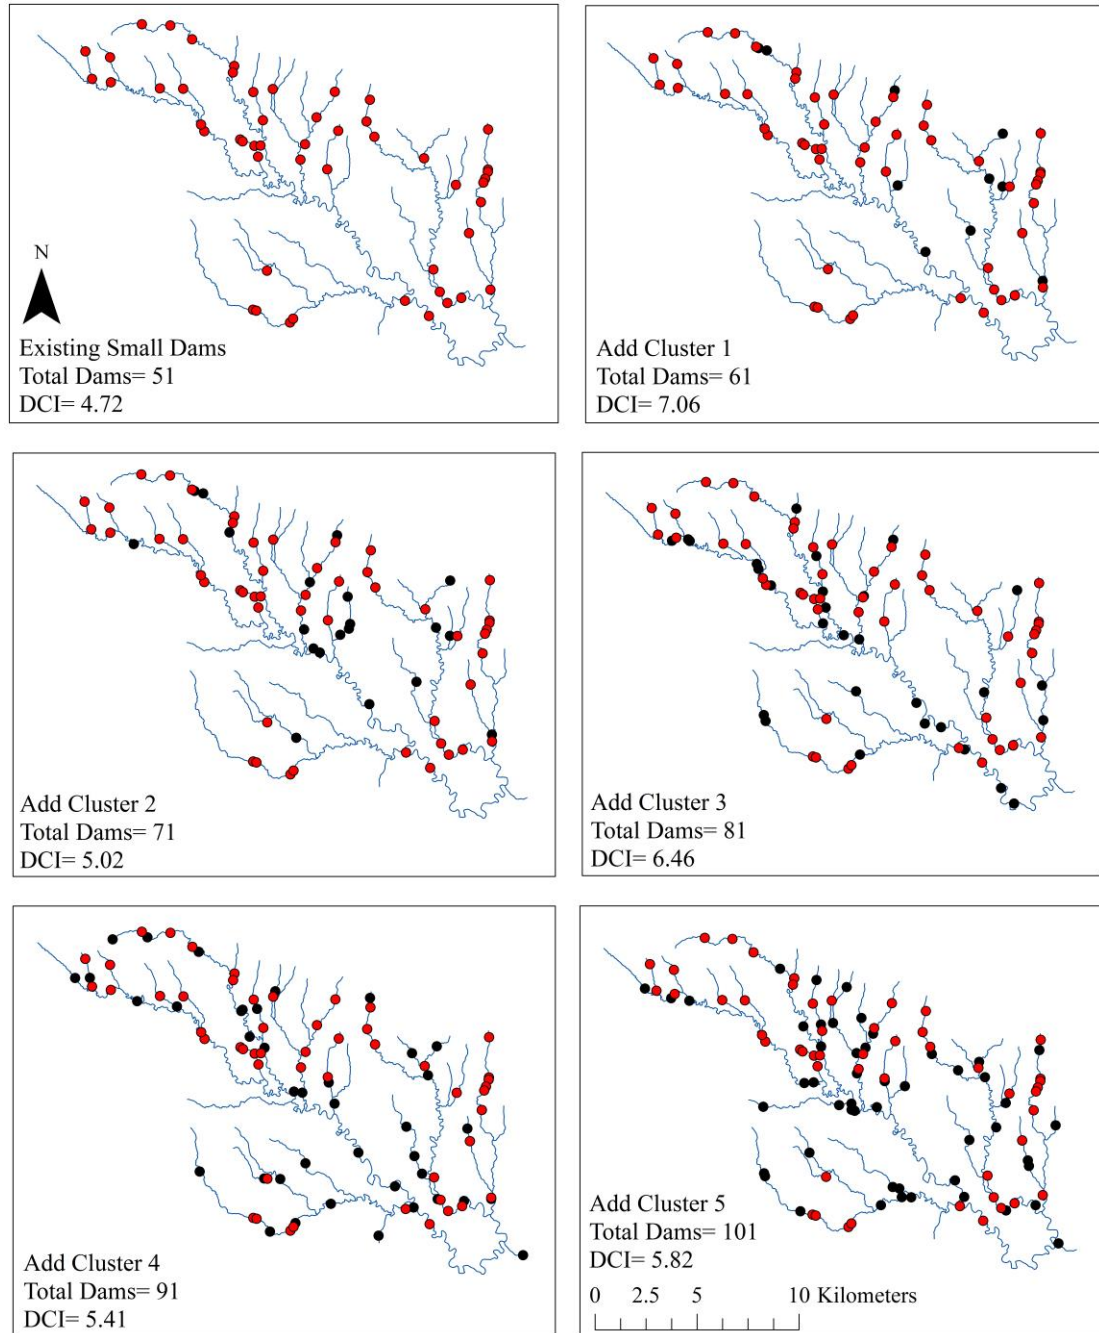 N
Existing Small Dams
Total Dams= 51
DCI= 4.72
Add Cluster 1
Total Dams= 61
DCI= 7.06
Add Cluster 2
Total Dams= 71
DCI= 5.02
Add Cluster 3
Total Dams= 81
DCI= 6.46
Add Cluster 4
Total Dams= 91
DCI= 5.41
Add Cluster 5
Total Dams= 101
DCI= 5.82
0 2.5 5 10 Kilometers